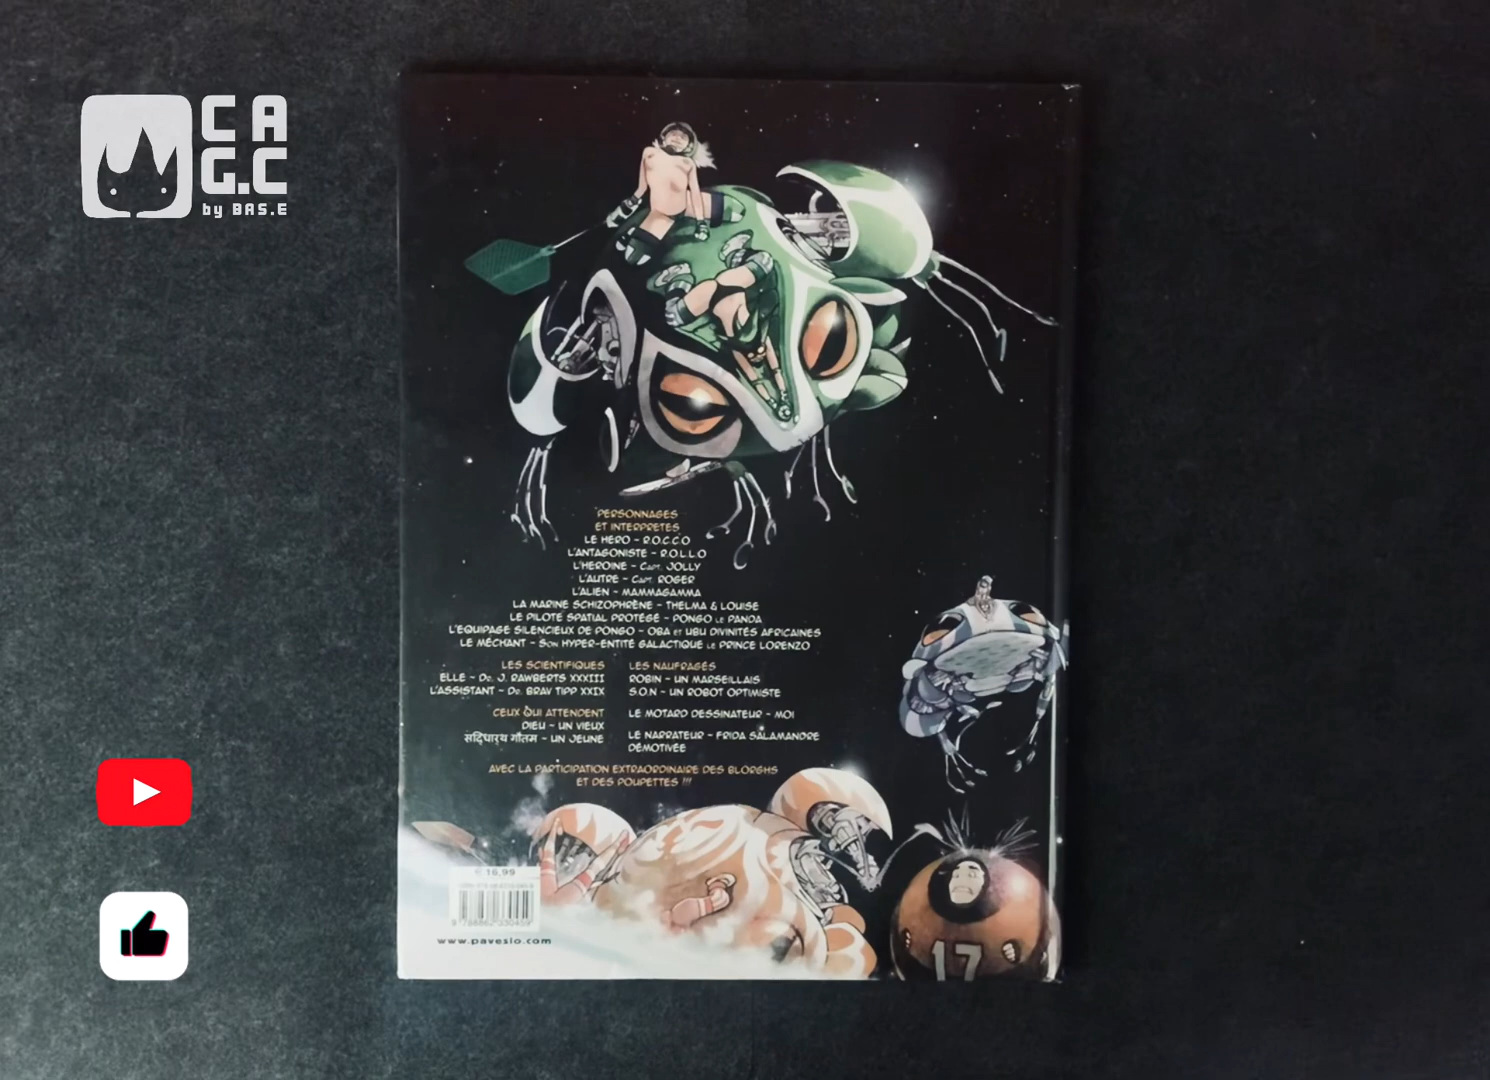 C A
G.C
by BAS.E
PERSONNAGES
ET INTERPRETES
LE HERO - R.O.C.C.O
L'ANTAGONISTE - R.O.L.L.O
L'HEROINE - CAPT. JOLLY
L'AUTRE - CAPT. ROGER
L'ALIEN - MAMMAGAMMA
LA MARINE SCHIZOPHRÈNE - THELMA & LOUISE
LE PILOTE SPATIAL PROTÉGÉ - PONGO LE PANDA
L'EQUIPAGE SILENCIEUX DE PONGO - OBA ET UBU DIVINITÉS AFRICAINES
LE MÉCHANT - SON HYPER-ENTITÉ GALACTIQUE LE PRINCE LORENZO
LES SCIENTIFIQUES
ELLE - DR. J. RAWBERTS XXXIII
L'ASSISTANT - DR. BRAV TIPP XXIX
CEUX QUI ATTENDENT
DIEU - UN VIEUX
सिद्धार्थ गौतम - UN JEUNE
LES NAUFRAGÉS
ROBIN - UN MARSEILLAIS
S.O.N - UN ROBOT OPTIMISTE
LE MOTARD DESSINATEUR - MOI
LE NARRATEUR - FRIDA SALAMANDRE
DÉMOTIVÉE
AVEC LA PARTICIPATION EXTRAORDINAIRE DES BLORGHS
ET DES POUPETTES !!!
€ 16,99
9 788862 330459
www.pavesio.com
17